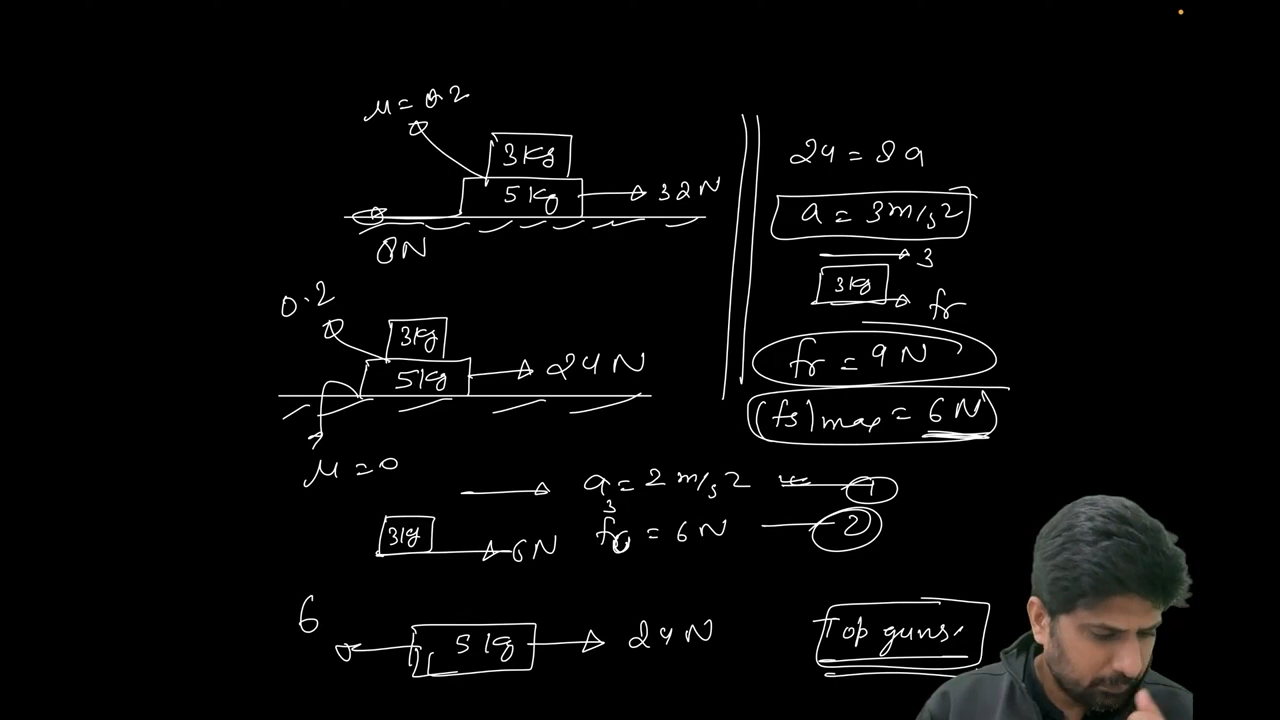 μ = 0.2
3Kg
5Kg
32N
8N
0.2
3Kg
5Kg
24N
μ = 0
a = 2 m/s2
1
3kg
6N
fr3 = 6N
2
6
5kg
24N
24 = 8a
a = 3m/s2
3
3kg
fr
fr = 9N
(fs)max = 6N
Top guns.